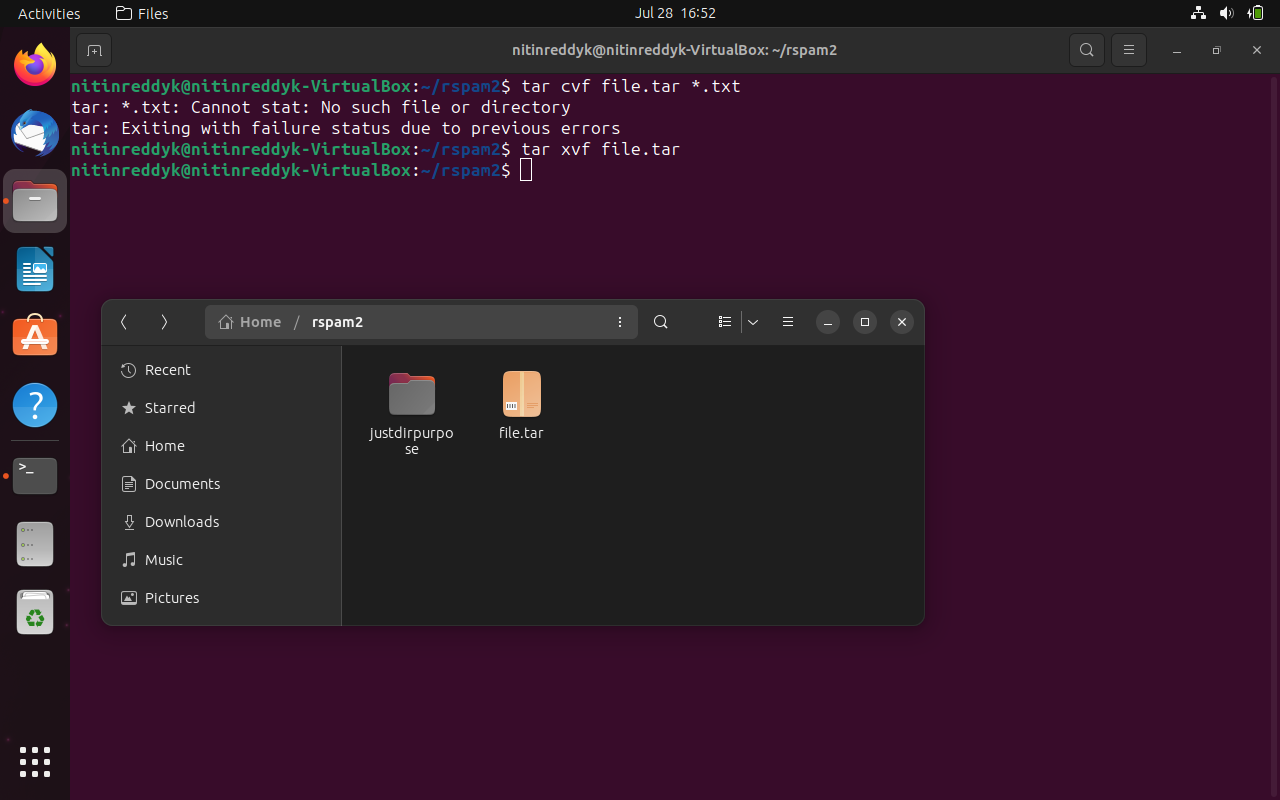 Activities
Files
Jul 28 16:52
nitinreddyk@nitinreddyk-VirtualBox: ~/rspam2
nitinreddyk@nitinreddyk-VirtualBox:~/rspam2$ tar cvf file.tar *.txt
tar: *.txt: Cannot stat: No such file or directory
tar: Exiting with failure status due to previous errors
nitinreddyk@nitinreddyk-VirtualBox:~/rspam2$ tar xvf file.tar
nitinreddyk@nitinreddyk-VirtualBox:~/rspam2$
Home / rspam2
Recent
Starred
Home
Documents
Downloads
Music
Pictures
justdirpurpo
se
file.tar